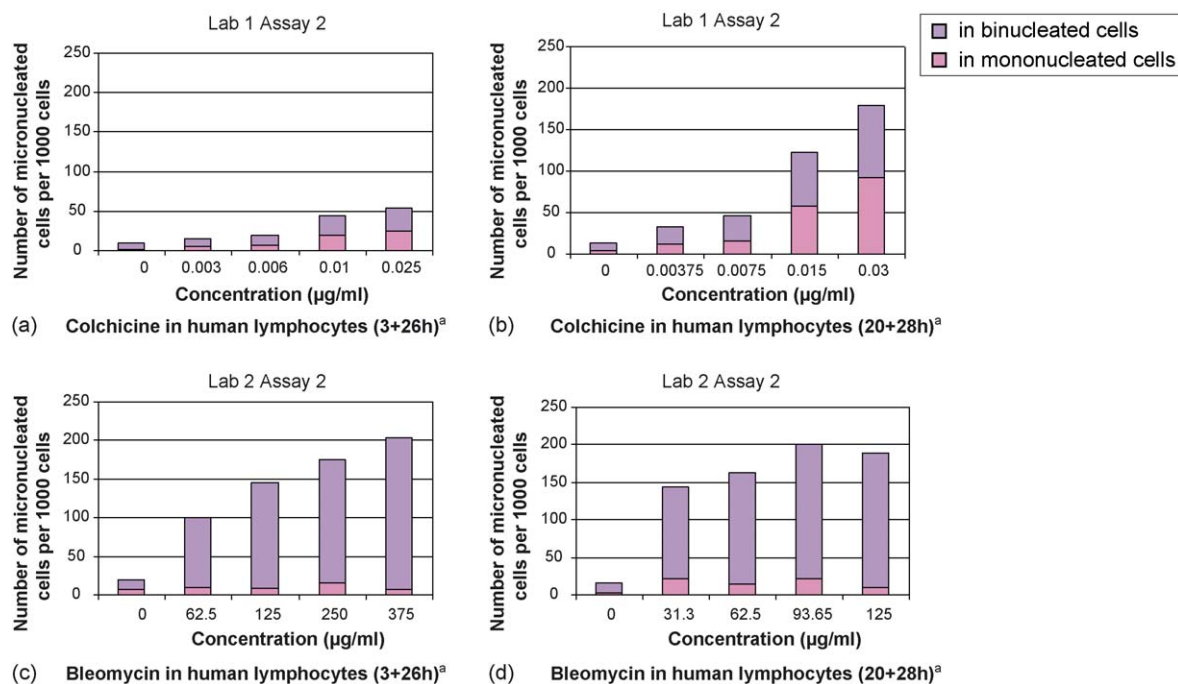 Lab 1 Assay 2
Number of micronucleated
cells per 1000 cells
250
200
150
100
50
0
0 0.003 0.006 0.01 0.025
Concentration (µg/ml)
(a) Colchicine in human lymphocytes (3+26h)ᵃ
Lab 1 Assay 2
Number of micronucleated
cells per 1000 cells
250
200
150
100
50
0
0 0.00375 0.0075 0.015 0.03
Concentration (µg/ml)
(b) Colchicine in human lymphocytes (20+28h)ᵃ
in binucleated cells
in mononucleated cells
Lab 2 Assay 2
Number of micronucleated
cells per 1000 cells
250
200
150
100
50
0
0 62.5 125 250 375
Concentration (µg/ml)
(c) Bleomycin in human lymphocytes (3+26h)ᵃ
Lab 2 Assay 2
Number of micronucleated
cells per 1000 cells
250
200
150
100
50
0
0 31.3 62.5 93.65 125
Concentration (µg/ml)
(d) Bleomycin in human lymphocytes (20+28h)ᵃ